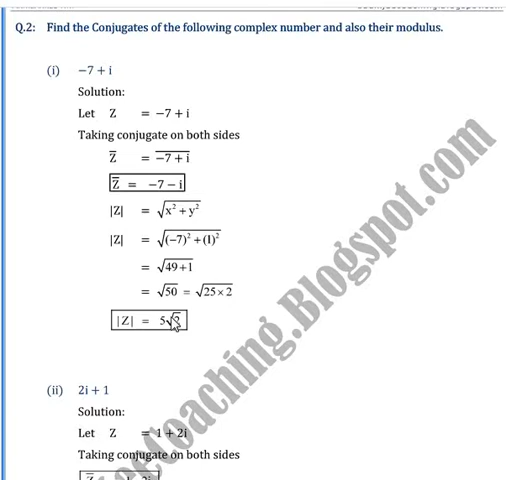 Q.2: Find the Conjugates of the following complex number and also their modulus.
(i) −7 + i
Solution:
Let Z = −7 + i
Taking conjugate on both sides
Z̅ = \overline{−7 + i}
Z̅ = −7 − i
|Z| = √(x² + y²)
|Z| = √((−7)² + (1)²)
= √(49+1)
= √50 = √(25×2)
|Z| = 5√2
(ii) 2i + 1
Solution:
Let Z = 1 + 2i
Taking conjugate on both sides
eecoaching.Blogspot.com